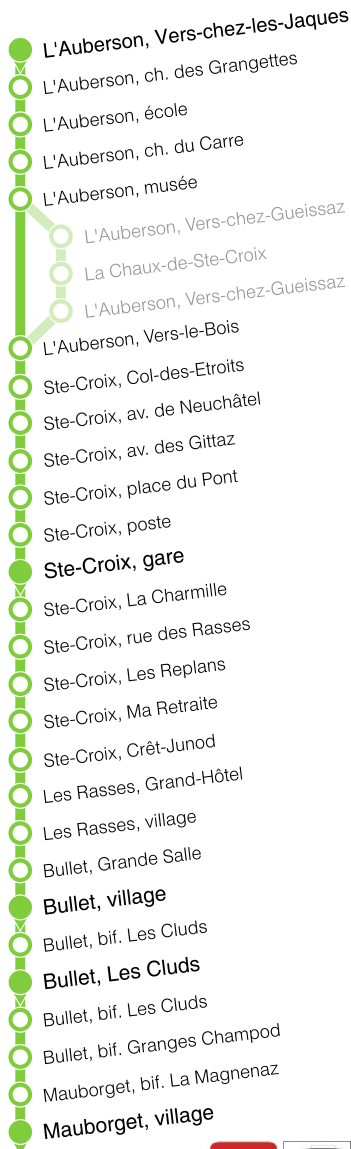 L'Auberson, Vers-chez-les-Jaques
L'Auberson, ch. des Grangettes
L'Auberson, école
L'Auberson, ch. du Carre
L'Auberson, musée
L'Auberson, Vers-chez-Gueissaz
La Chaux-de-Ste-Croix
L'Auberson, Vers-chez-Gueissaz
L'Auberson, Vers-le-Bois
Ste-Croix, Col-des-Etroits
Ste-Croix, av. de Neuchâtel
Ste-Croix, av. des Gittaz
Ste-Croix, place du Pont
Ste-Croix, poste
Ste-Croix, gare
Ste-Croix, La Charmille
Ste-Croix, rue des Rasses
Ste-Croix, Les Replans
Ste-Croix, Ma Retraite
Ste-Croix, Crêt-Junod
Les Rasses, Grand-Hôtel
Les Rasses, village
Bullet, Grande Salle
Bullet, village
Bullet, bif. Les Cluds
Bullet, Les Cluds
Bullet, bif. Les Cluds
Bullet, bif. Granges Champod
Mauborget, bif. La Magnenaz
Mauborget, village